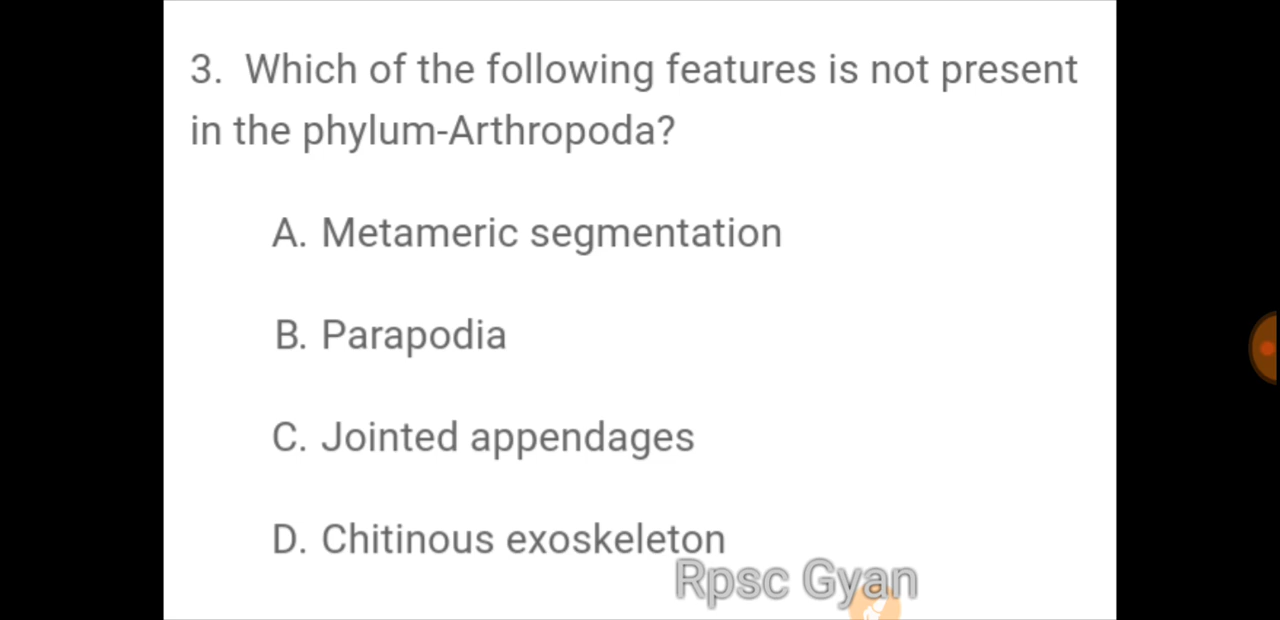 3. Which of the following features is not present
in the phylum-Arthropoda?
A. Metameric segmentation
B. Parapodia
C. Jointed appendages
D. Chitinous exoskeleton
Rpsc Gyan